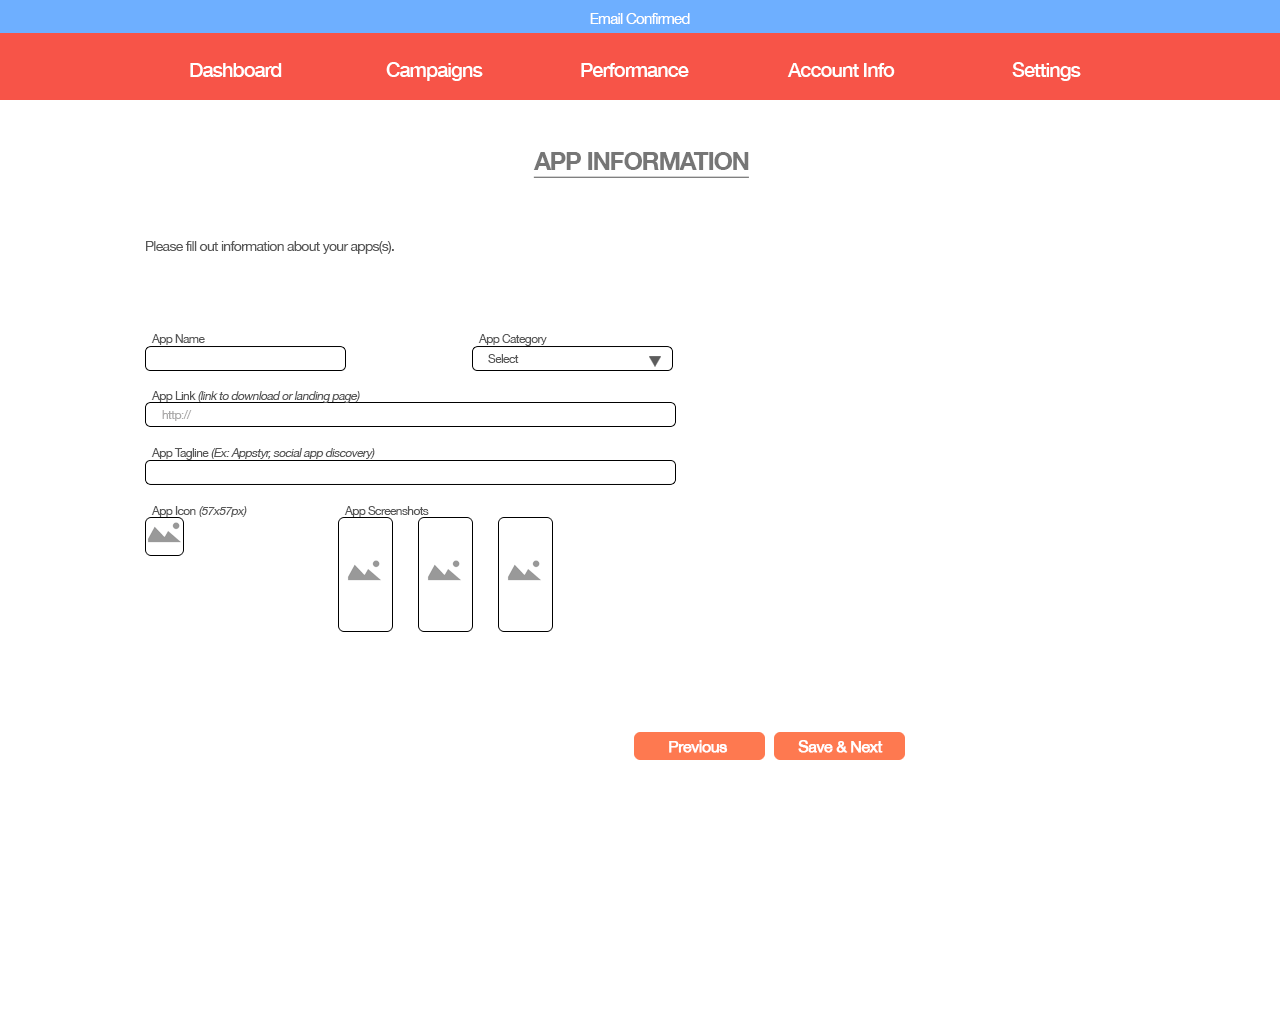 Email Confirmed
Dashboard Campaigns Performance Account Info Settings
APP INFORMATION
Please fill out information about your apps(s).
App Name App Category
Select
App Link (link to download or landing page)
http://
App Tagline (Ex: Appstyr, social app discovery)
App Icon (57x57px) App Screenshots
Previous Save & Next